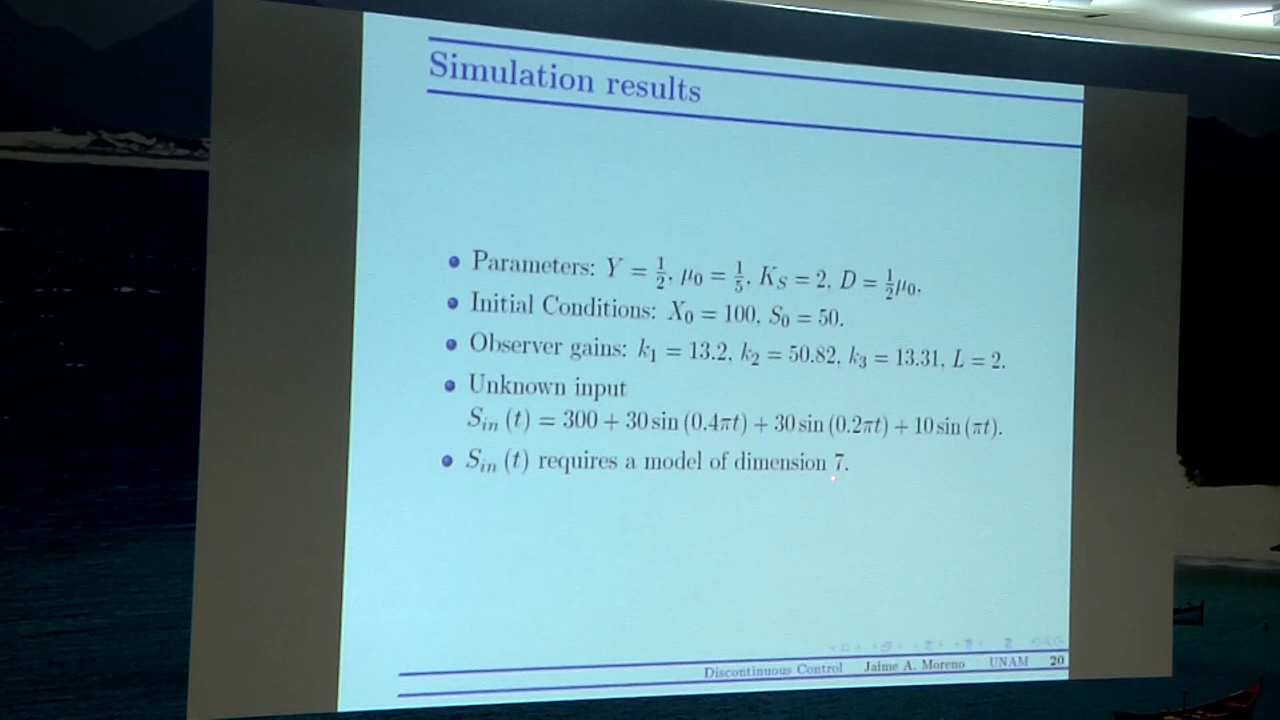 Simulation results
Parameters: Y = 1/2, μ0 = 1/5, KS = 2, D = 1/2 μ0.
Initial Conditions: X0 = 100, S0 = 50.
Observer gains: k1 = 13.2, k2 = 50.82, k3 = 13.31, L = 2.
Unknown input
Sin (t) = 300 + 30 sin (0.4πt) + 30 sin (0.2πt) + 10 sin (πt).
Sin (t) requires a model of dimension 7.
Discontinuous Control Jaime A. Moreno UNAM 20